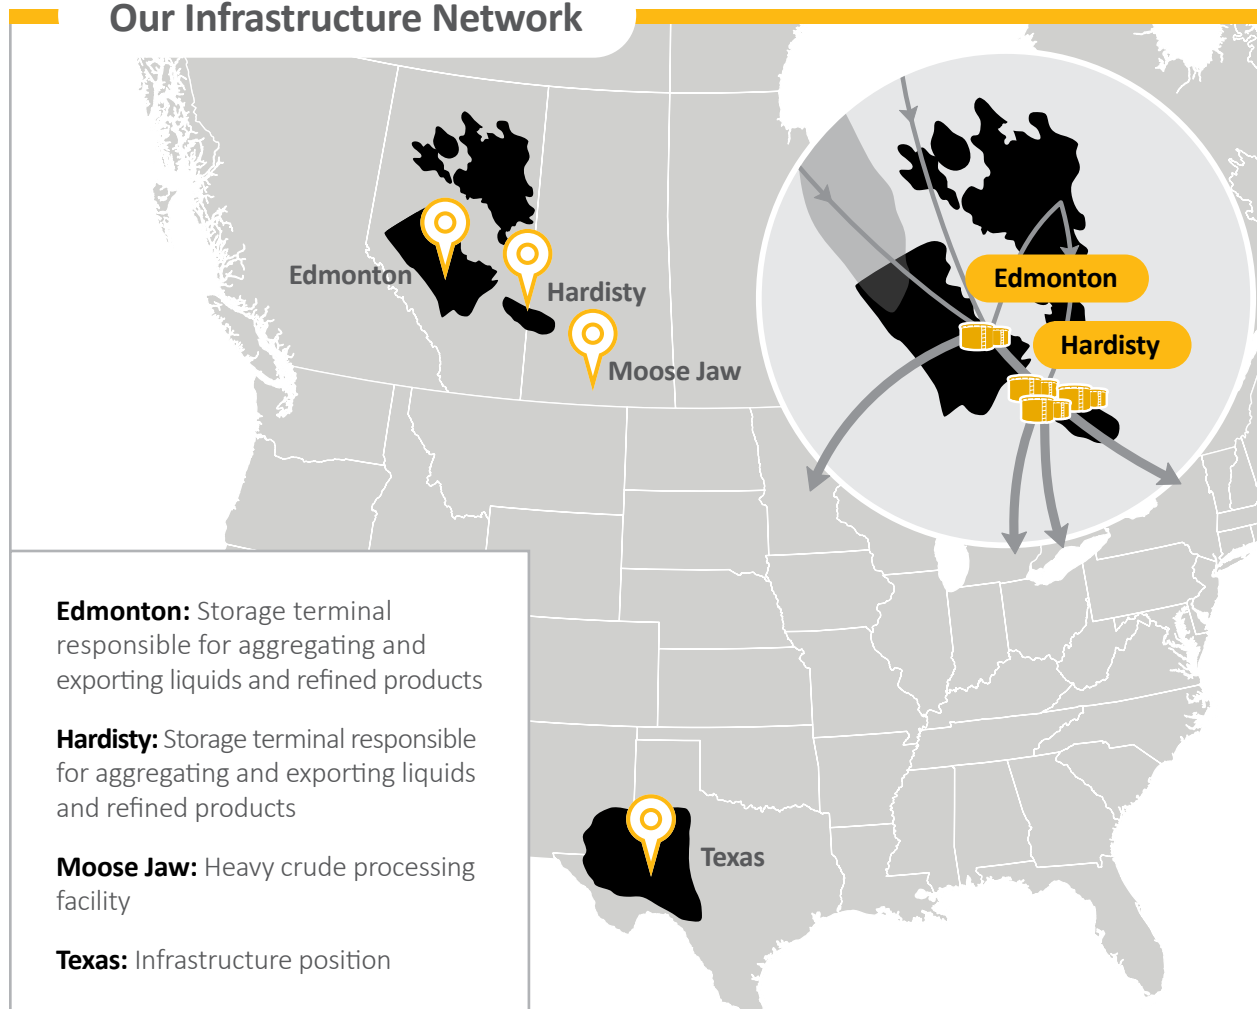 Our Infrastructure Network
Edmonton
Hardisty
Moose Jaw
Edmonton
Hardisty
Texas
Edmonton: Storage terminal
responsible for aggregating and
exporting liquids and refined products
Hardisty: Storage terminal responsible
for aggregating and exporting liquids
and refined products
Moose Jaw: Heavy crude processing
facility
Texas: Infrastructure position